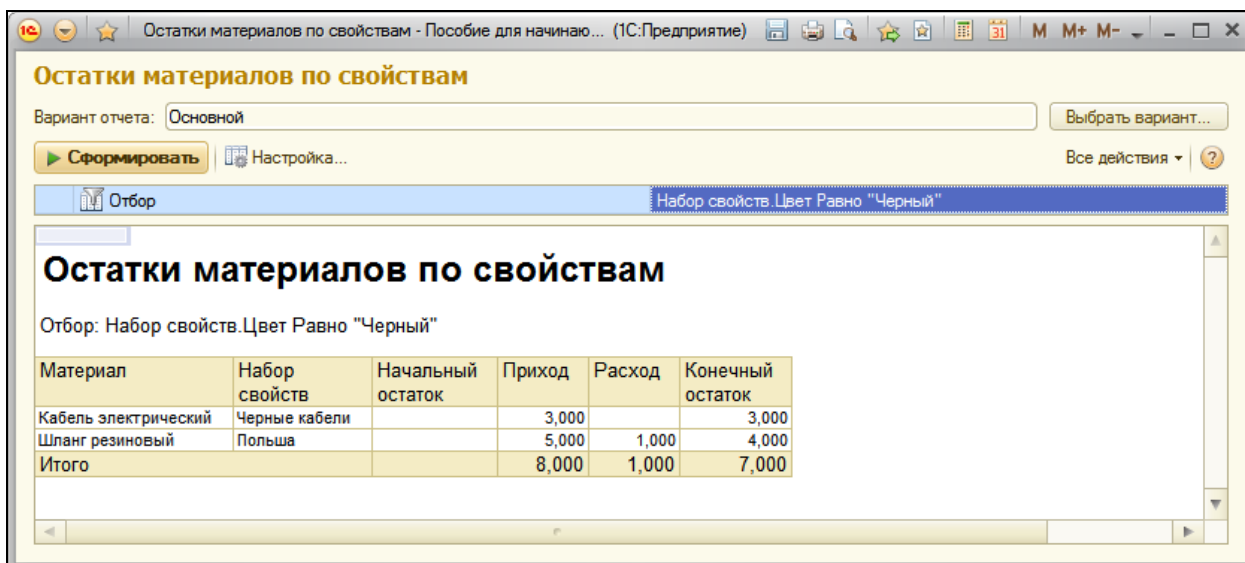 Остатки материалов по свойствам - Пособие для начинаю... (1С:Предприятие) 31 M M+ M-
Остатки материалов по свойствам
Вариант отчета: Основной Выбрать вариант...
Сформировать Настройка... Все действия ?
Отбор Набор свойств.Цвет Равно "Черный"
Остатки материалов по свойствам
Отбор: Набор свойств.Цвет Равно "Черный"
Материал Набор свойств Начальный остаток Приход Расход Конечный остаток
Кабель электрический Черные кабели 3,000 3,000
Шланг резиновый Польша 5,000 1,000 4,000
Итого 8,000 1,000 7,000